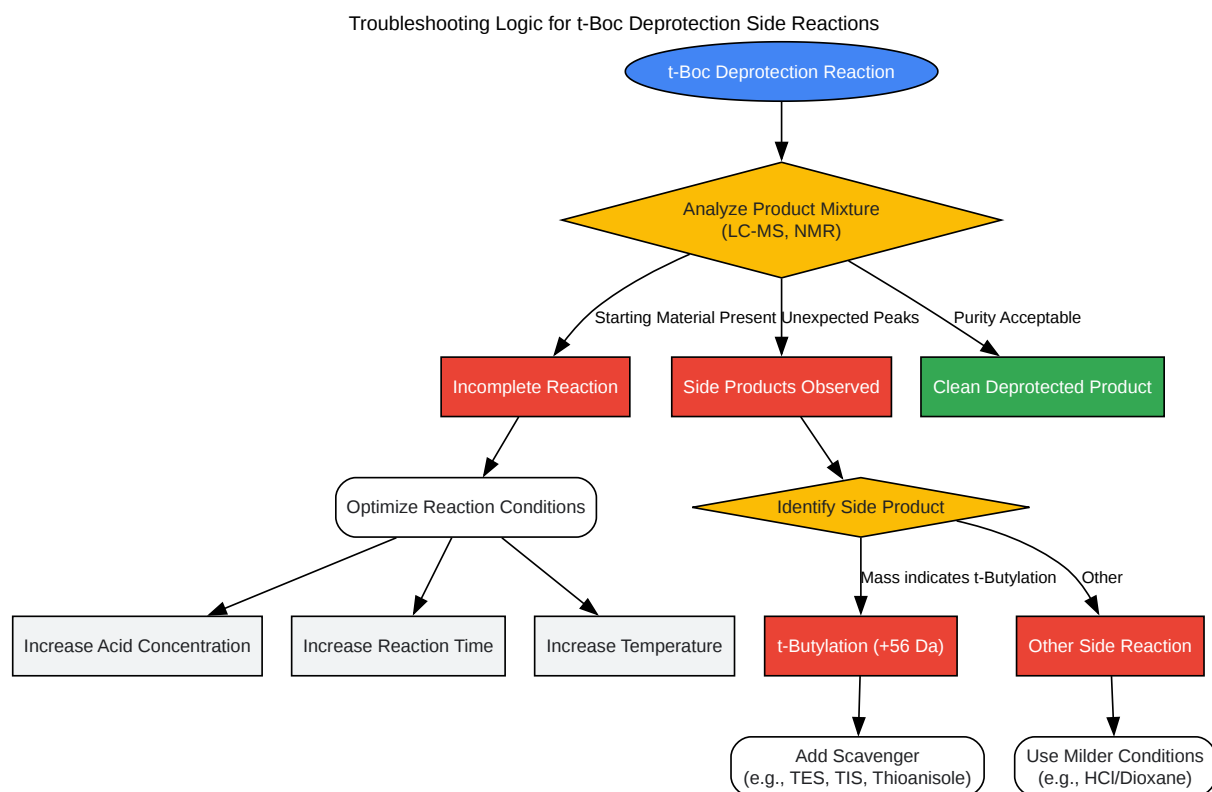 Troubleshooting Logic for t-Boc Deprotection Side Reactions
t-Boc Deprotection Reaction
Analyze Product Mixture
(LC-MS, NMR)
Starting Material Present
Unexpected Peaks
Purity Acceptable
Incomplete Reaction
Side Products Observed
Clean Deprotected Product
Optimize Reaction Conditions
Identify Side Product
Mass indicates t-Butylation
Other
Increase Acid Concentration
Increase Reaction Time
Increase Temperature
t-Butylation (+56 Da)
Other Side Reaction
Add Scavenger
(e.g., TES, TIS, Thioanisole)
Use Milder Conditions
(e.g., HCl/Dioxane)